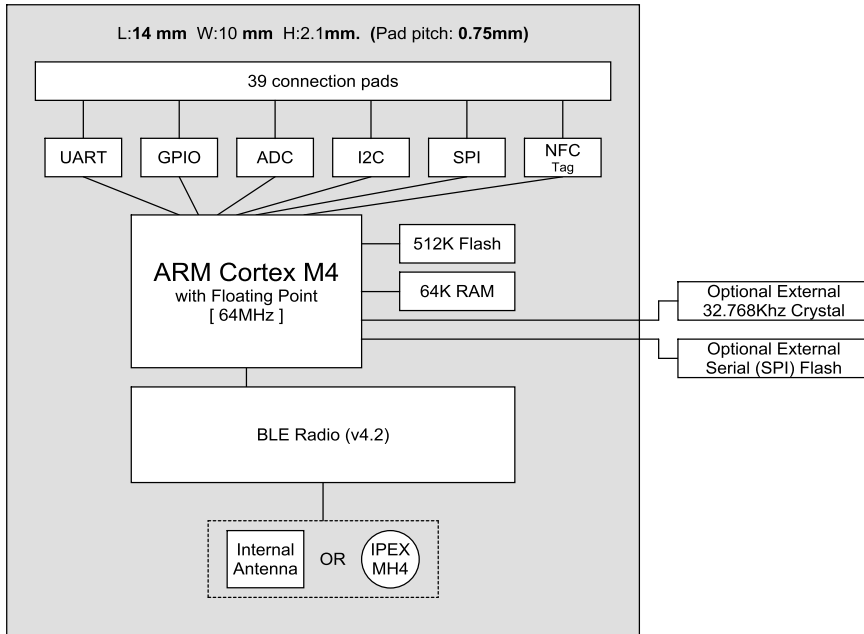 L:14 mm W:10 mm H:2.1mm. (Pad pitch: 0.75mm)
39 connection pads
UART
GPIO
ADC
I2C
SPI
NFC
Tag
ARM Cortex M4
with Floating Point
[ 64MHz ]
512K Flash
64K RAM
Optional External
32.768Khz Crystal
Optional External
Serial (SPI) Flash
BLE Radio (v4.2)
Internal
Antenna
OR
IPEX
MH4